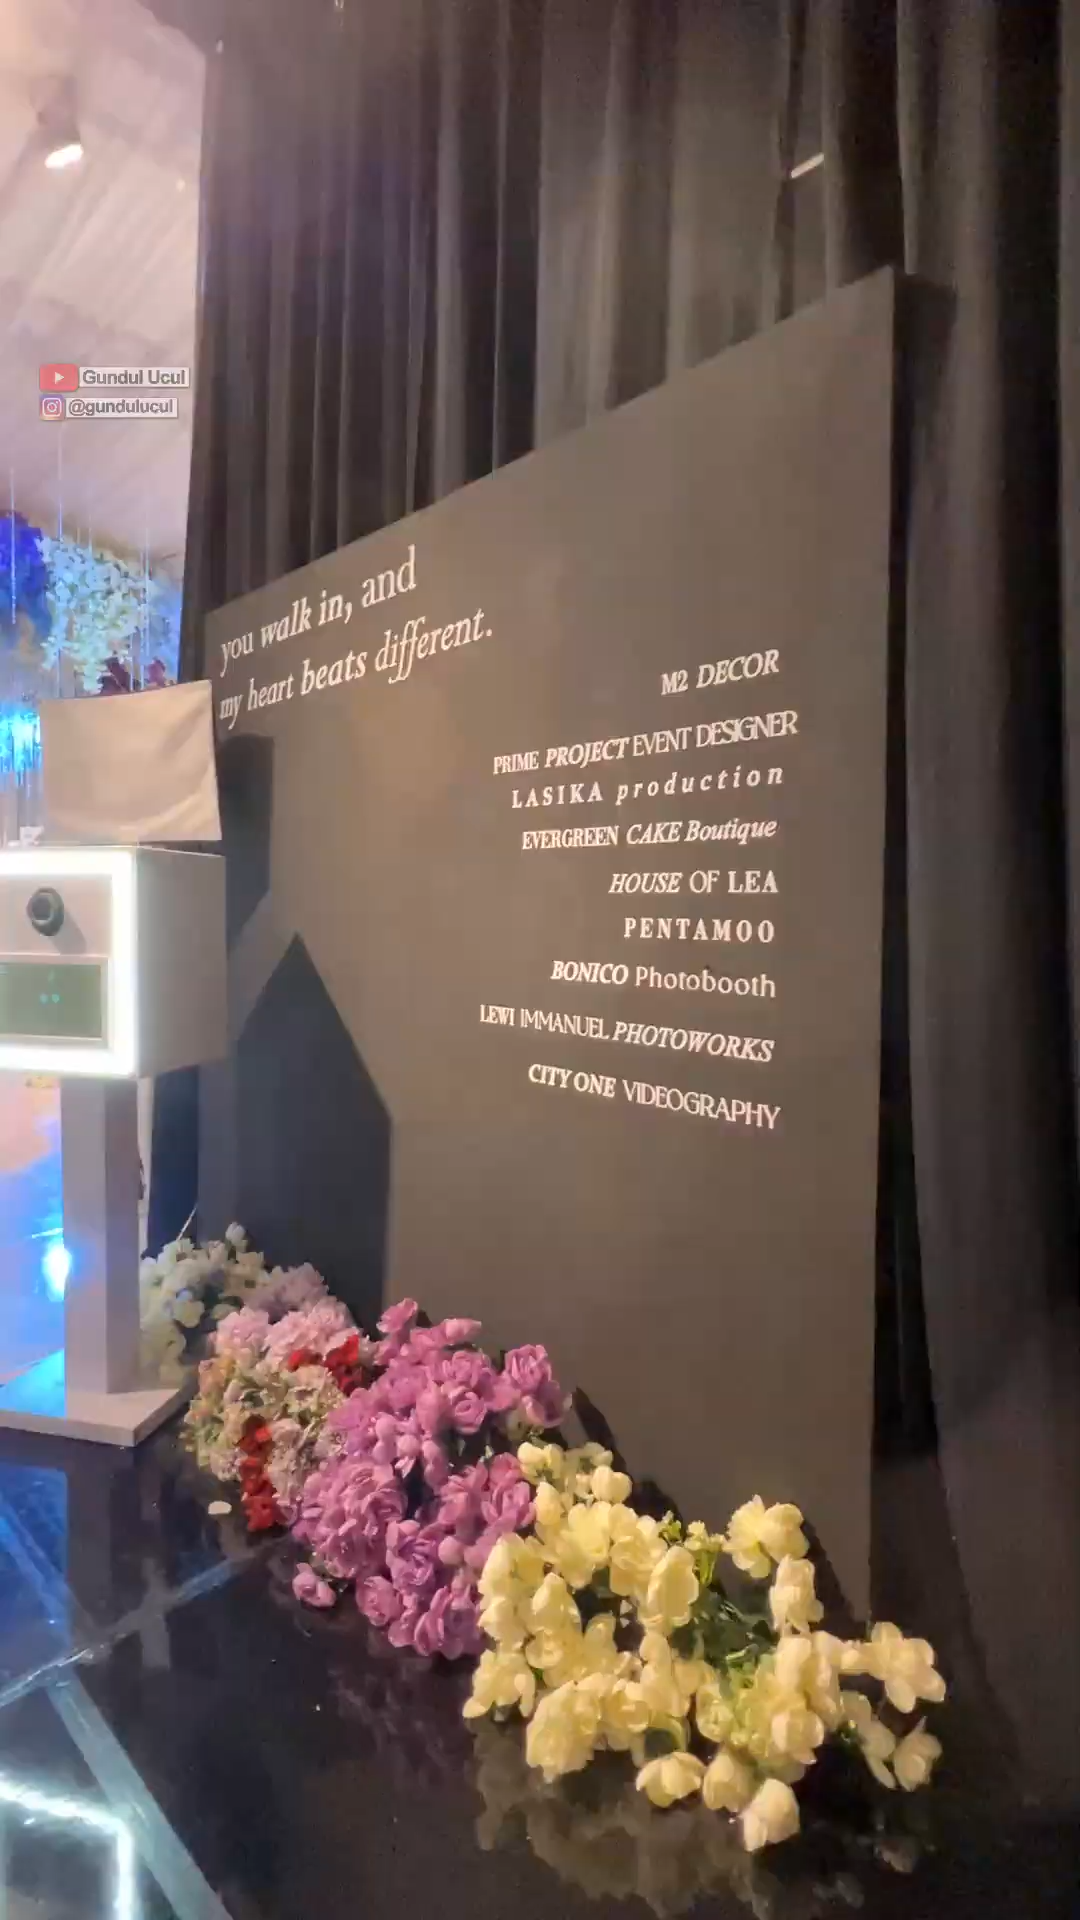 Gundul Ucul
@gundulucul
you walk in, and
my heart beats different.
M2 DECOR
PRIME PROJECT EVENT DESIGNER
LASIKA production
EVERGREEN CAKE Boutique
HOUSE OF LEA
PENTAMOO
BONICO Photobooth
LEWI IMMANUEL PHOTOWORKS
CITY ONE VIDEOGRAPHY